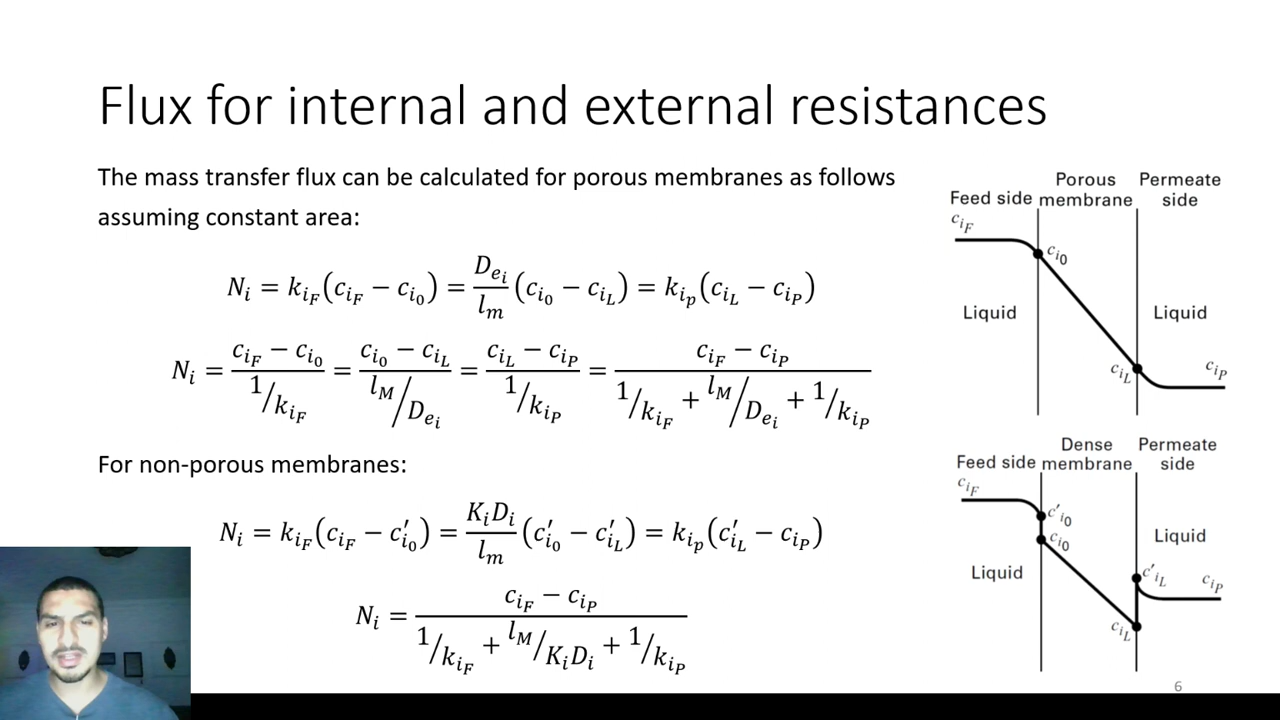 Flux for internal and external resistances
The mass transfer flux can be calculated for porous membranes as follows
assuming constant area:
N_i = k_{i_F}(c_{i_F} − c_{i_0}) = D_{e_i}/l_m (c_{i_0} − c_{i_L}) = k_{i_p}(c_{i_L} − c_{i_P})
N_i = (c_{i_F} − c_{i_0})/(1/k_{i_F}) = (c_{i_0} − c_{i_L})/(l_M/D_{e_i}) = (c_{i_L} − c_{i_P})/(1/k_{i_P}) = (c_{i_F} − c_{i_P})/(1/k_{i_F} + l_M/D_{e_i} + 1/k_{i_P})
For non-porous membranes:
N_i = k_{i_F}(c_{i_F} − c'_{i_0}) = K_iD_i/l_m (c'_{i_0} − c'_{i_L}) = k_{i_p}(c'_{i_L} − c_{i_P})
N_i = (c_{i_F} − c_{i_P})/(1/k_{i_F} + l_M/K_iD_i + 1/k_{i_P})
Porous Permeate
Feed side membrane side
c_{i_F}
c_{i_0}
Liquid Liquid
c_{i_L} c_{i_P}
Dense Permeate
Feed side membrane side
c_{i_F}
c'_{i_0}
c_{i_0} Liquid
Liquid c'_{i_L} c_{i_P}
c_{i_L}
6